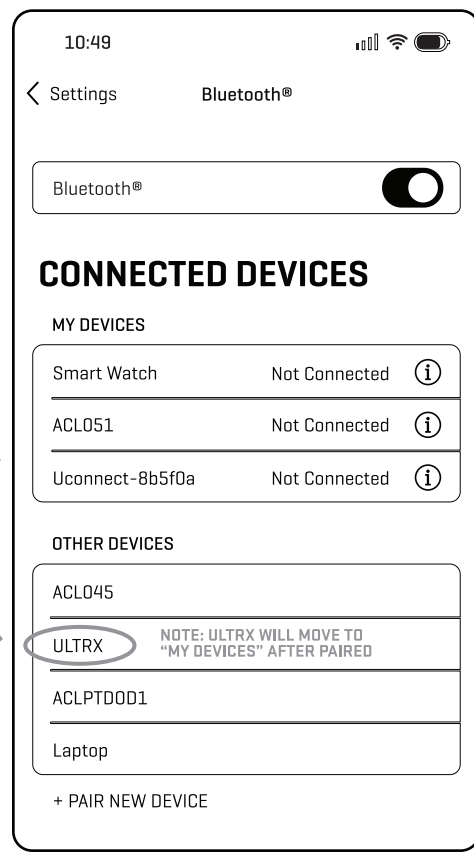 10:49
Settings Bluetooth®
Bluetooth®
CONNECTED DEVICES
MY DEVICES
Smart Watch Not Connected i
ACL051 Not Connected i
Uconnect-8b5f0a Not Connected i
OTHER DEVICES
ACL045
ULTRX NOTE: ULTRX WILL MOVE TO
"MY DEVICES" AFTER PAIRED
ACLPTD0D1
Laptop
+ PAIR NEW DEVICE